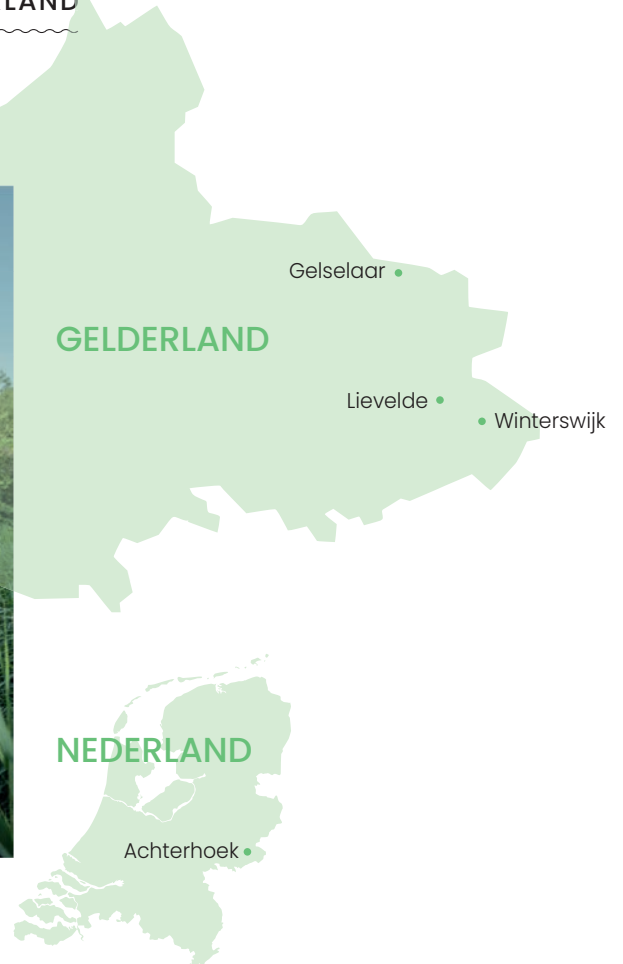 LAND
Gelselaar
GELDERLAND
Lievelde
Winterswijk
NEDERLAND
Achterhoek